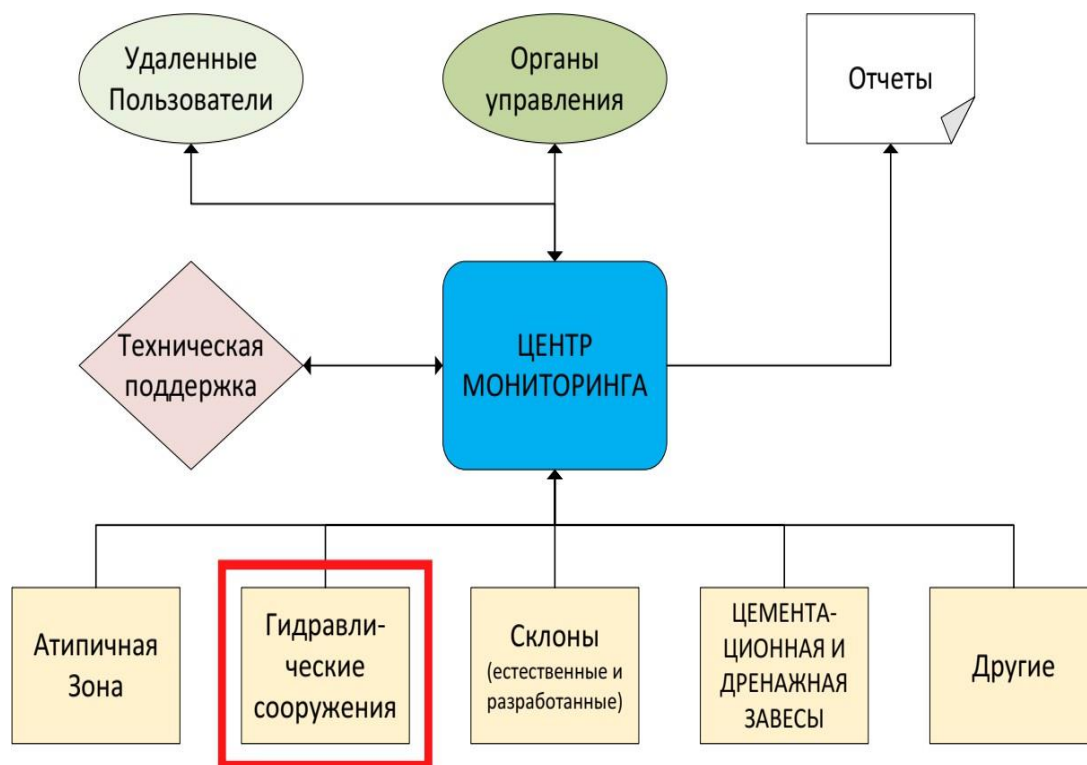 Удаленные
Пользователи
Органы
управления
Отчеты
Техническая
поддержка
ЦЕНТР
МОНИТОРИНГА
Атипичная
Зона
Гидравли-
ческие
сооружения
Склоны
(естественные и
разработанные)
ЦЕМЕНТА-
ЦИОННАЯ И
ДРЕНАЖНАЯ
ЗАВЕСЫ
Другие